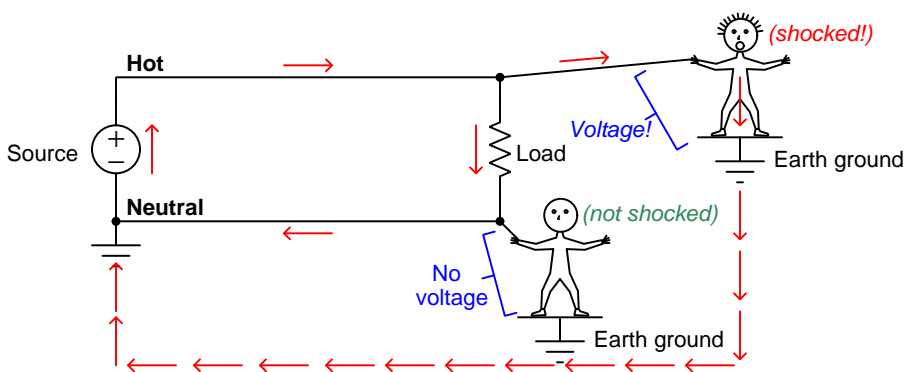 Hot
(shocked!)
Voltage!
Source
+
−
Load
Earth ground
Neutral
(not shocked)
No
voltage
Earth ground